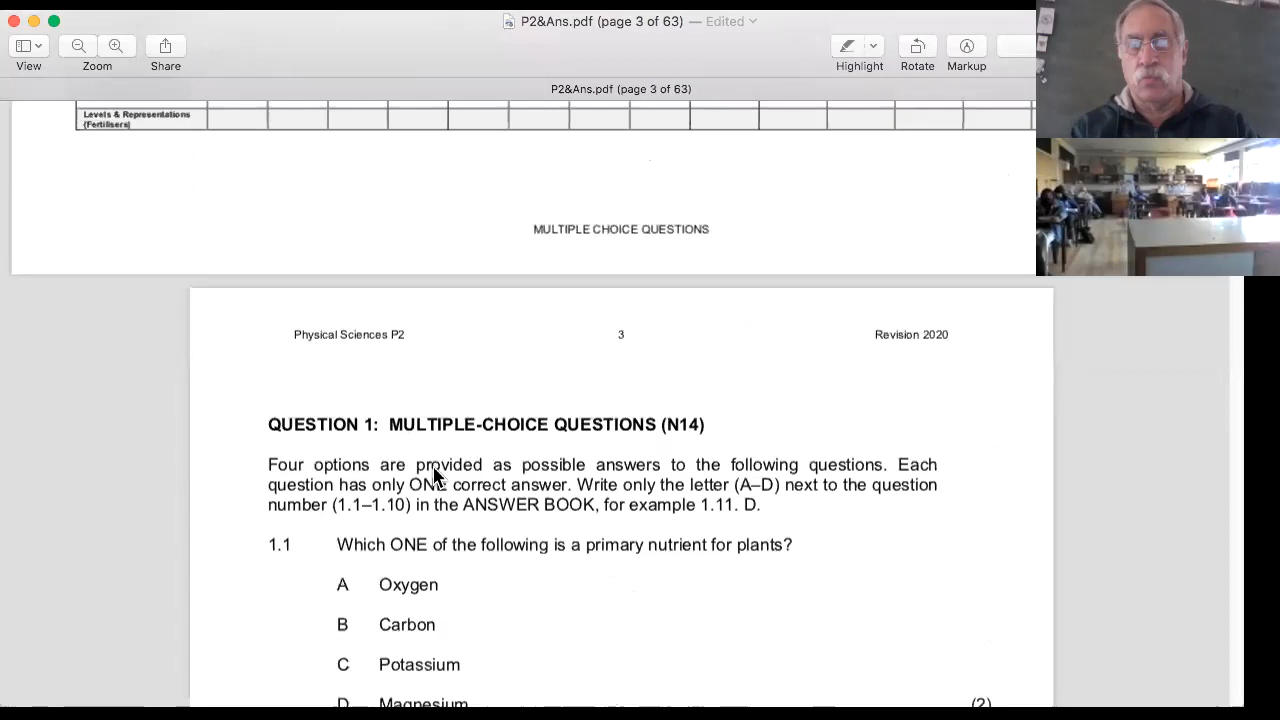 P2&Ans.pdf (page 3 of 63) — Edited
View
Zoom
Share
Highlight
Rotate
Markup
P2&Ans.pdf (page 3 of 63)
Levels & Representations
(Fertilisers)
MULTIPLE CHOICE QUESTIONS
Physical Sciences P2 3 Revision 2020
QUESTION 1: MULTIPLE-CHOICE QUESTIONS (N14)
Four options are provided as possible answers to the following questions. Each
question has only ONE correct answer. Write only the letter (A–D) next to the question
number (1.1–1.10) in the ANSWER BOOK, for example 1.11. D.
1.1 Which ONE of the following is a primary nutrient for plants?
A Oxygen
B Carbon
C Potassium
D Magnesium (2)